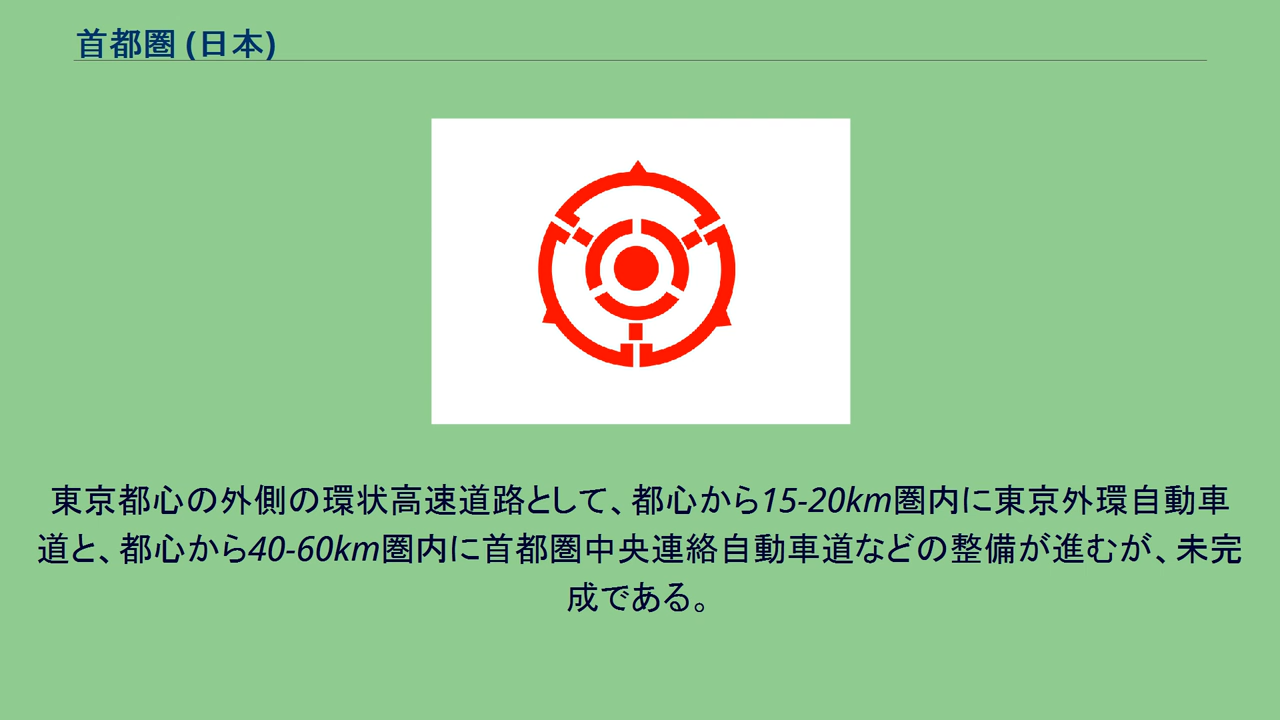 首都圏 (日本)
東京都心の外側の環状高速道路として、都心から15-20km圏内に東京外環自動車
道と、都心から40-60km圏内に首都圏中央連絡自動車道などの整備が進むが、未完
成である。